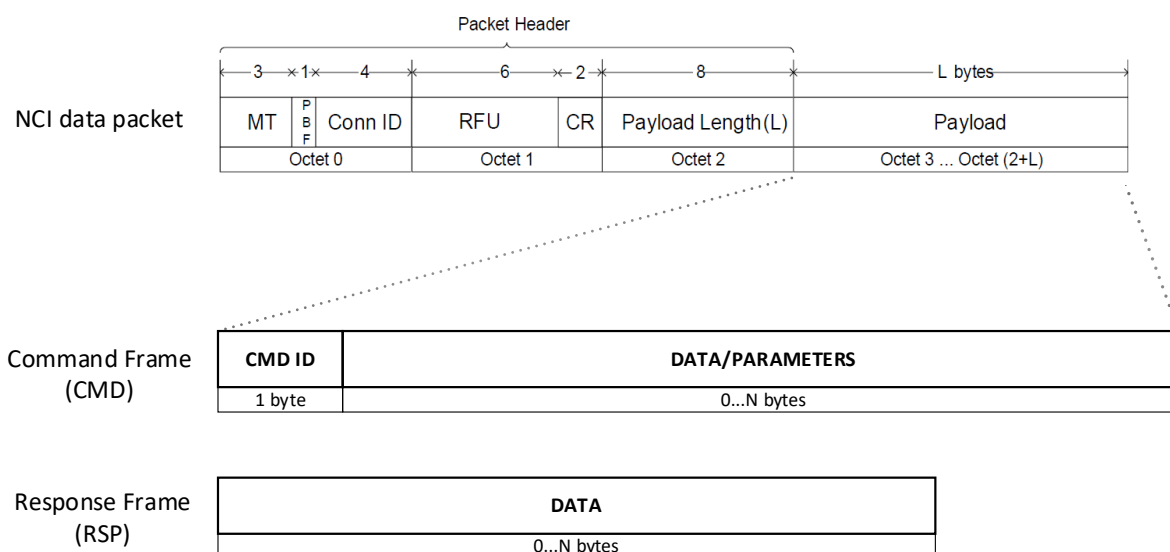 Packet Header
3 1 4 6 2 8 L bytes
NCI data packet
MT PBF Conn ID RFU CR Payload Length(L) Payload
Octet 0 Octet 1 Octet 2 Octet 3 ... Octet (2+L)
Command Frame
(CMD)
CMD ID DATA/PARAMETERS
1 byte 0...N bytes
Response Frame
(RSP)
DATA
0...N bytes